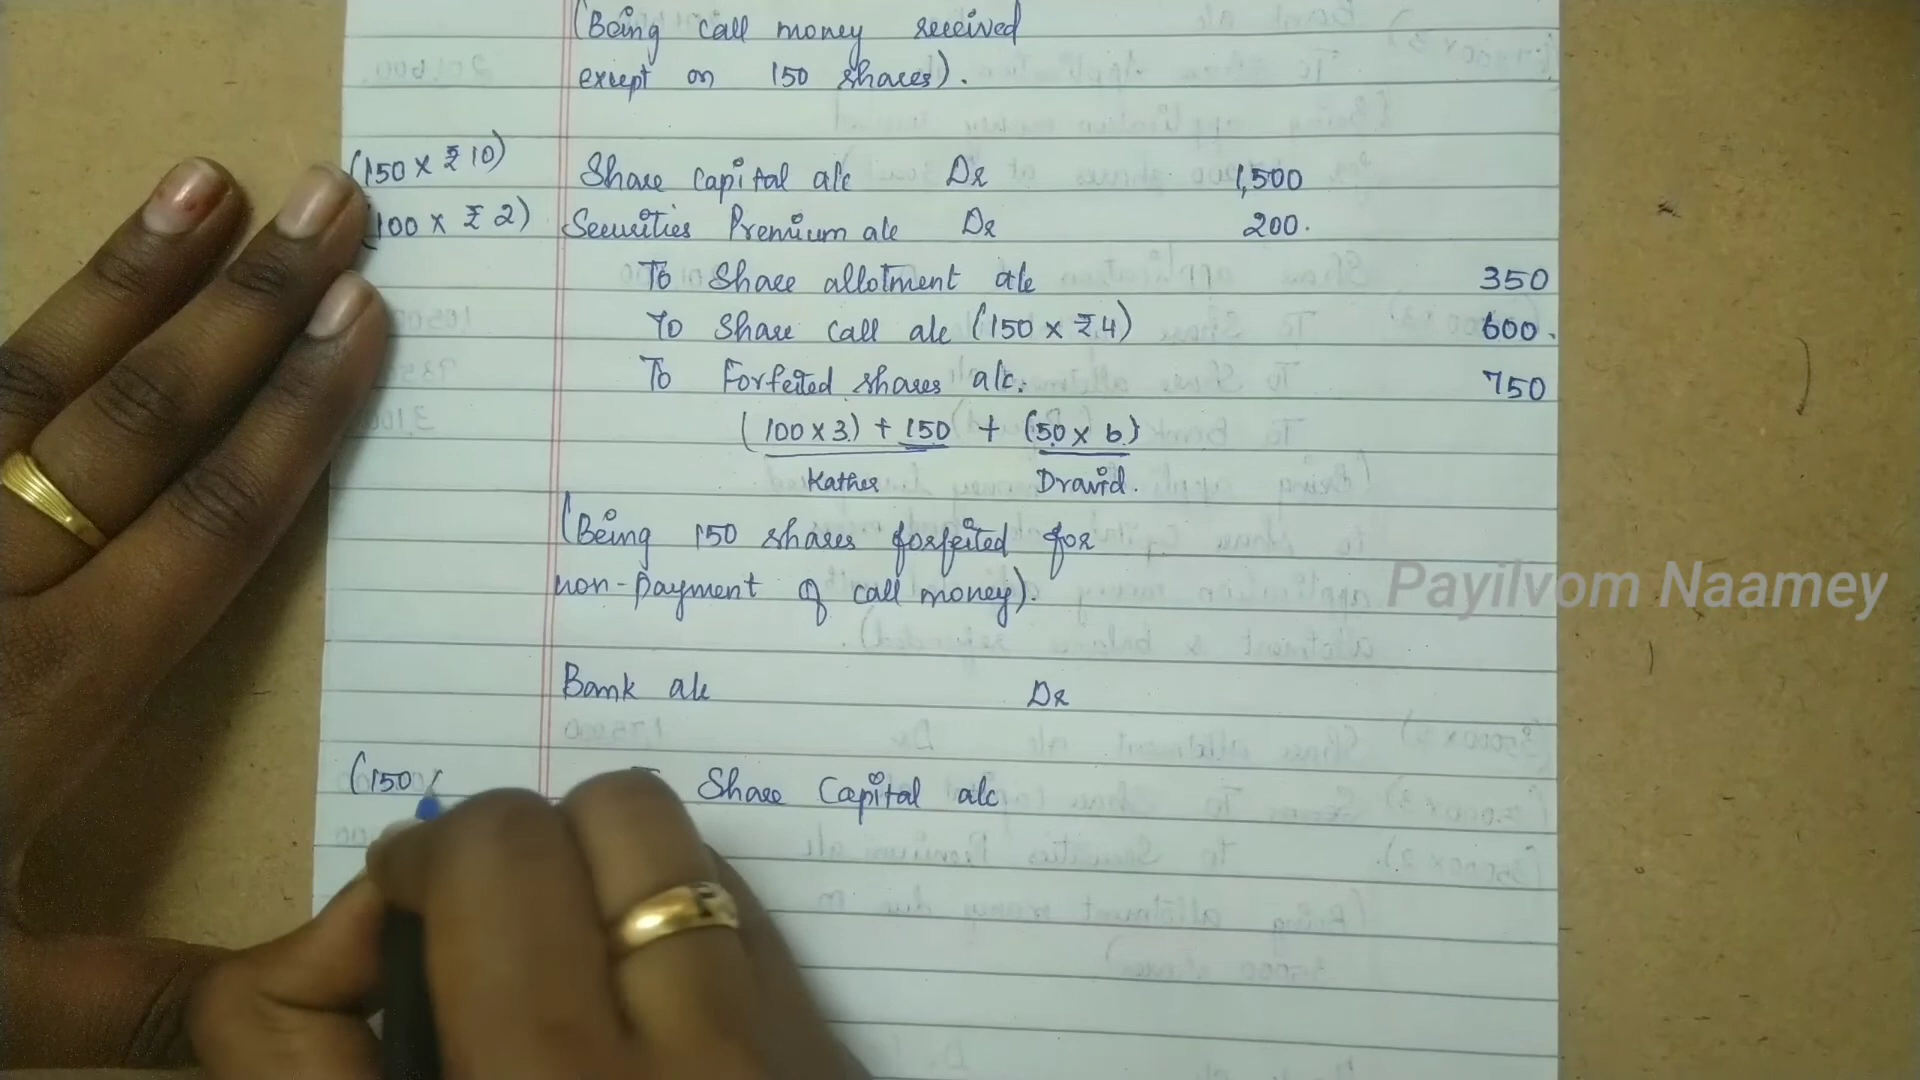 (Being call money received
except on 150 shares).
(150 x ₹ 10) Share capital a/c Dr 1,500
(100 x ₹ 2) Securities Premium a/c Dr 200.
To Share allotment a/c 350
To Share call a/c (150 x ₹4) 600.
To Forfeited shares a/c. 750
(100 x 3) + 150 + (50 x 6)
Kather Dravid.
(Being 150 shares forfeited for
non-payment of call money).
Payilvom Naamey
Bank a/c Dr
(150 x Share Capital a/c